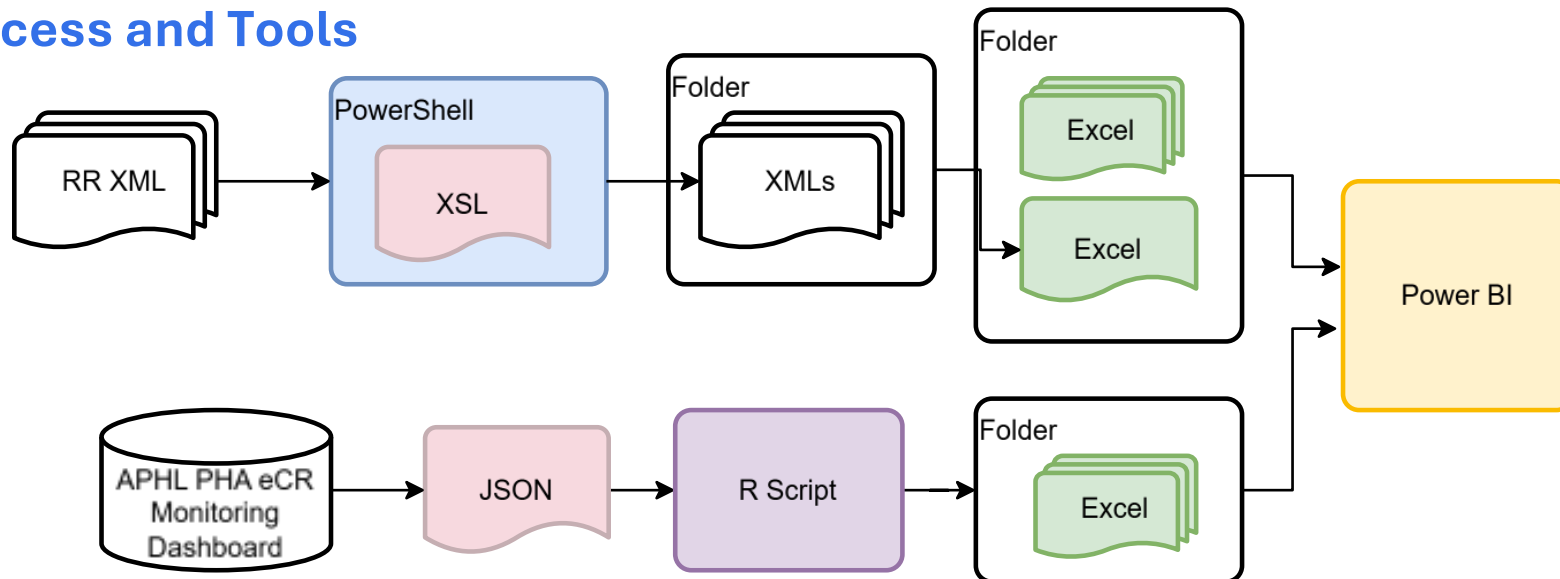 cess and Tools
Folder
Folder
PowerShell
Excel
RR XML
XSL
XMLs
Excel
Power BI
Folder
APHL PHA eCR
Monitoring
Dashboard
JSON
R Script
Excel